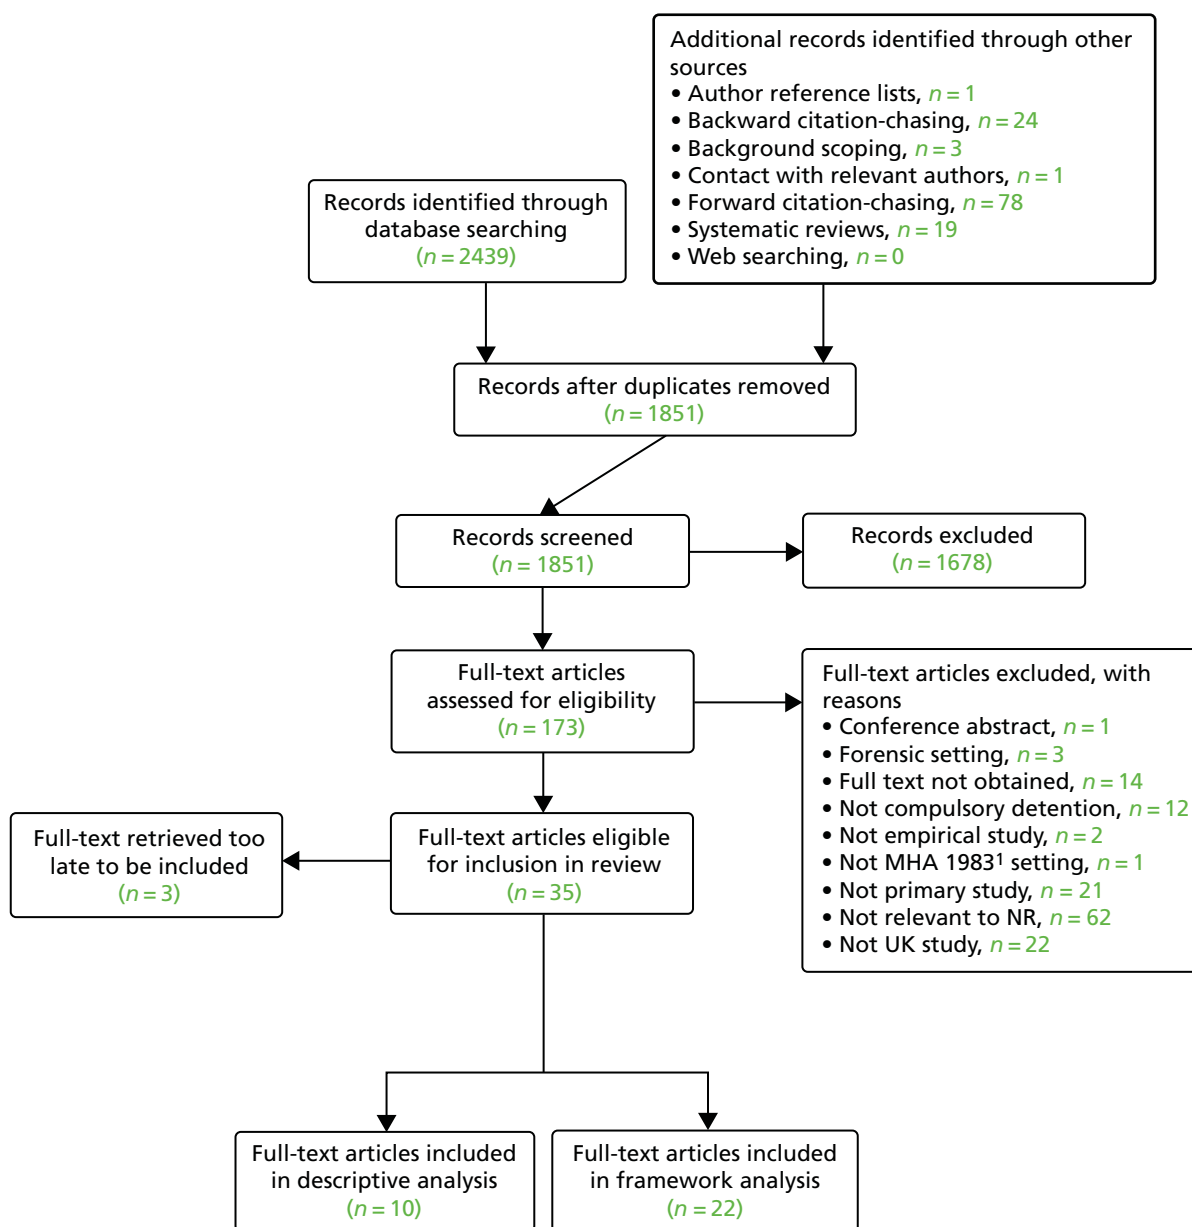 Additional records identified through other
sources
• Author reference lists, n = 1
• Backward citation-chasing, n = 24
• Background scoping, n = 3
• Contact with relevant authors, n = 1
• Forward citation-chasing, n = 78
• Systematic reviews, n = 19
• Web searching, n = 0
Records identified through
database searching
(n = 2439)
Records after duplicates removed
(n = 1851)
Records screened
(n = 1851)
Records excluded
(n = 1678)
Full-text articles
assessed for eligibility
(n = 173)
Full-text articles excluded, with
reasons
• Conference abstract, n = 1
• Forensic setting, n = 3
• Full text not obtained, n = 14
• Not compulsory detention, n = 12
• Not empirical study, n = 2
• Not MHA 1983¹ setting, n = 1
• Not primary study, n = 21
• Not relevant to NR, n = 62
• Not UK study, n = 22
Full-text retrieved too
late to be included
(n = 3)
Full-text articles eligible
for inclusion in review
(n = 35)
Full-text articles included
in descriptive analysis
(n = 10)
Full-text articles included
in framework analysis
(n = 22)